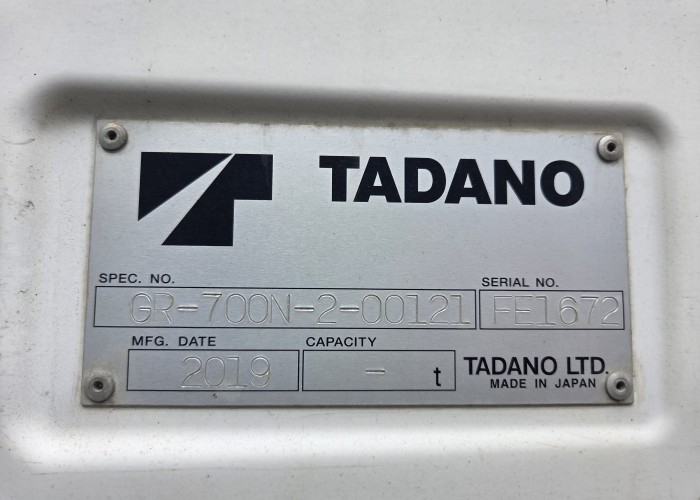 TADANO
SPEC. NO. SERIAL NO.
GR-700N-2-00121 FE1672
MFG. DATE CAPACITY
2019 - t TADANO LTD.
MADE IN JAPAN